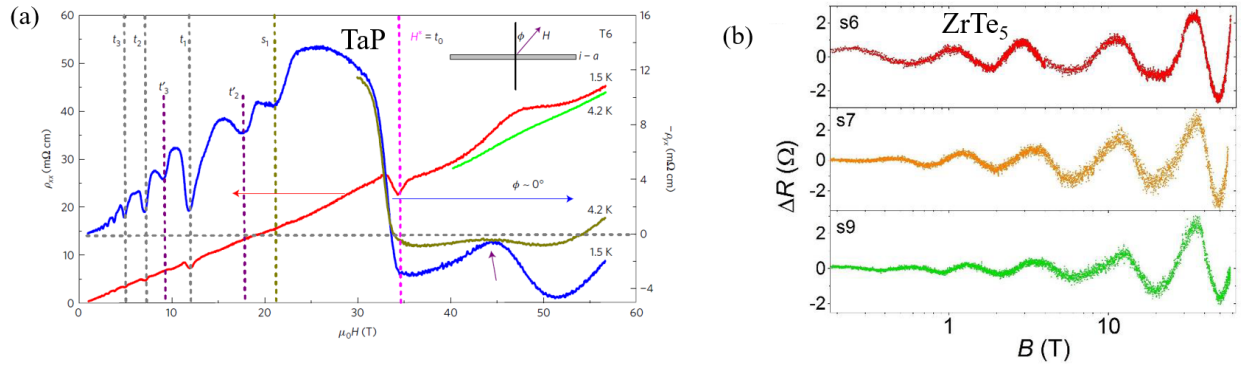 (a)
TaP
T6
t3 t2 t1 s1 H* = t0 ϕ H
i – a
t′3 t′2
1.5 K
4.2 K
ϕ ~ 0°
4.2 K
1.5 K
ρxx (mΩ cm)
60
50
40
30
20
10
0
−ρyx (mΩ cm)
16
12
8
4
0
−4
0 10 20 30 40 50 60
μ0H (T)
(b)
ZrTe5
s6
2
0
-2
s7
2
0
-2
s9
2
0
-2
ΔR (Ω)
1 10
B (T)